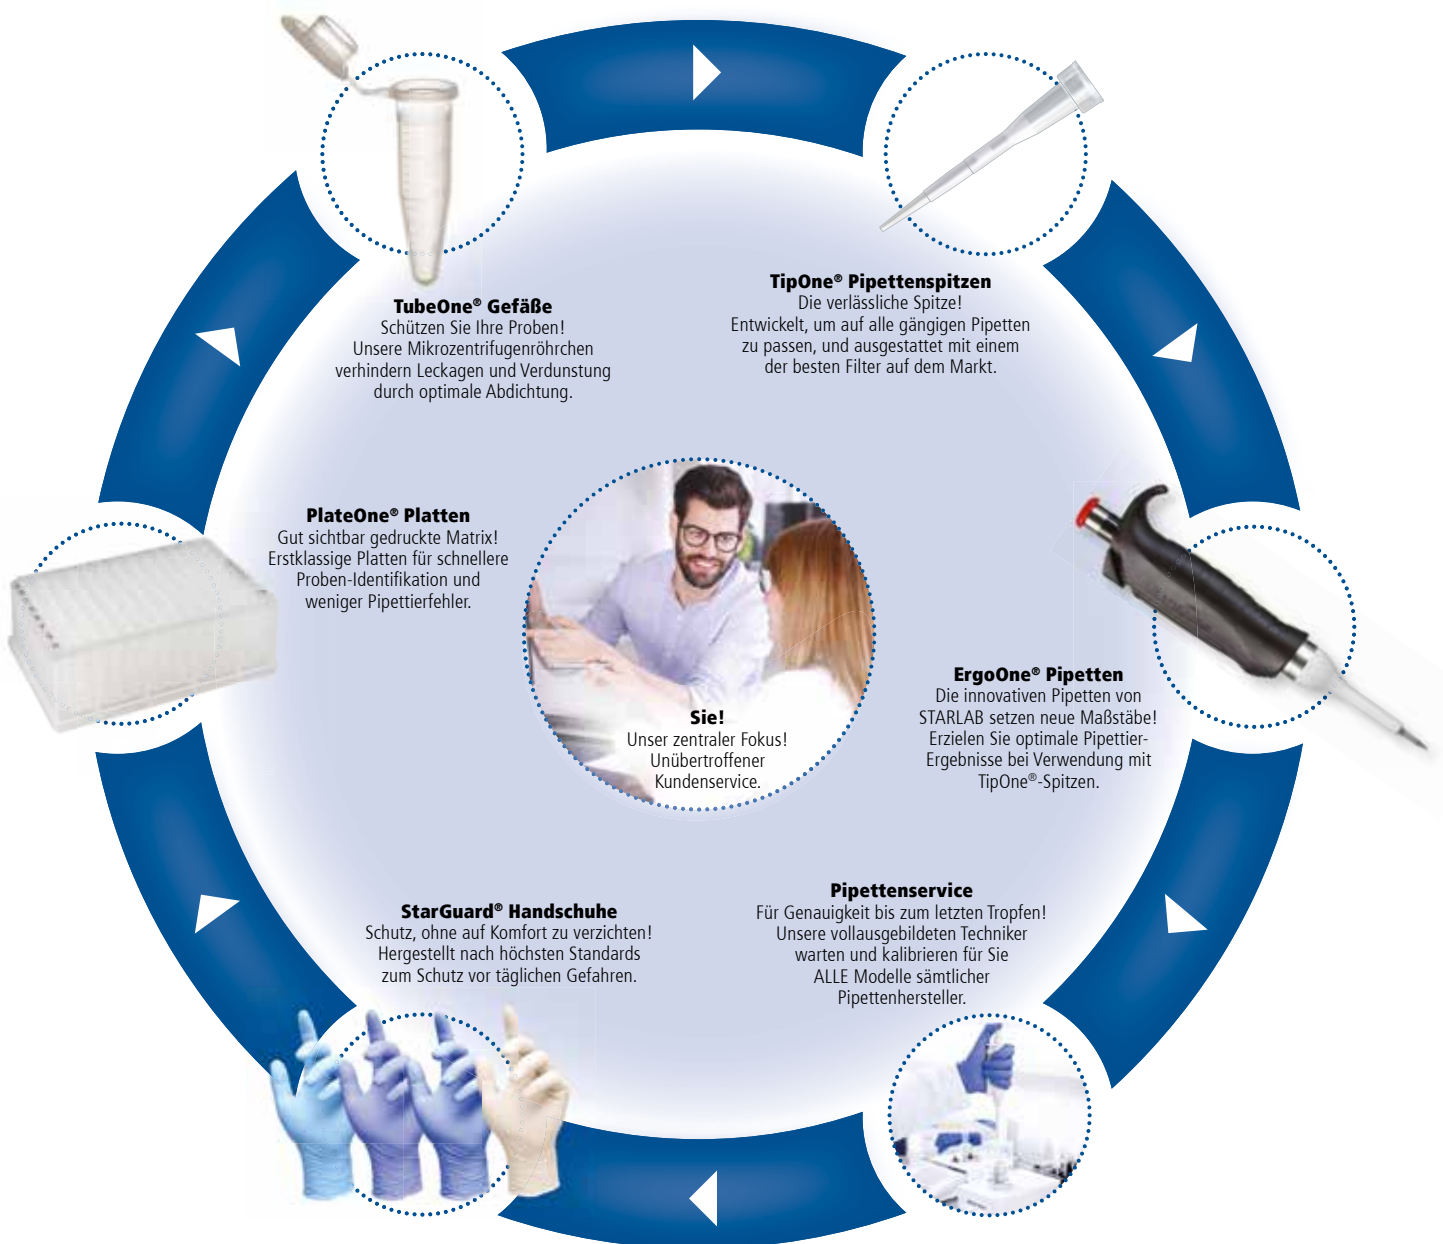 TubeOne® Gefäße
Schützen Sie Ihre Proben!
Unsere Mikrozentrifugenröhrchen
verhindern Leckagen und Verdunstung
durch optimale Abdichtung.
TipOne® Pipettenspitzen
Die verlässliche Spitze!
Entwickelt, um auf alle gängigen Pipetten
zu passen, und ausgestattet mit einem
der besten Filter auf dem Markt.
PlateOne® Platten
Gut sichtbar gedruckte Matrix!
Erstklassige Platten für schnellere
Proben-Identifikation und
weniger Pipettierfehler.
Sie!
Unser zentraler Fokus!
Unübertroffener
Kundenservice.
ErgoOne® Pipetten
Die innovativen Pipetten von
STARLAB setzen neue Maßstäbe!
Erzielen Sie optimale Pipettier-
Ergebnisse bei Verwendung mit
TipOne®-Spitzen.
StarGuard® Handschuhe
Schutz, ohne auf Komfort zu verzichten!
Hergestellt nach höchsten Standards
zum Schutz vor täglichen Gefahren.
Pipettenservice
Für Genauigkeit bis zum letzten Tropfen!
Unsere vollausgebildeten Techniker
warten und kalibrieren für Sie
ALLE Modelle sämtlicher
Pipettenhersteller.